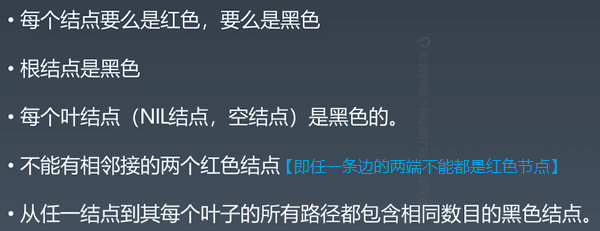 • 每个结点要么是红色，要么是黑色
• 根结点是黑色
• 每个叶结点（NIL结点，空结点）是黑色的。
• 不能有相邻接的两个红色结点【即任一条边的两端不能都是红色节点】
• 从任一结点到其每个叶子的所有路径都包含相同数目的黑色结点。